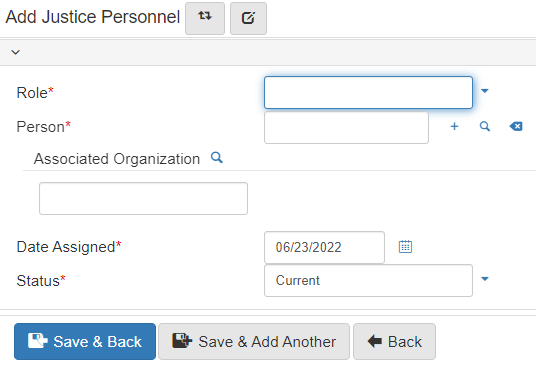 Add Justice Personnel
Role*
Person*
Associated Organization
Date Assigned* 06/23/2022
Status* Current
Save & Back Save & Add Another Back